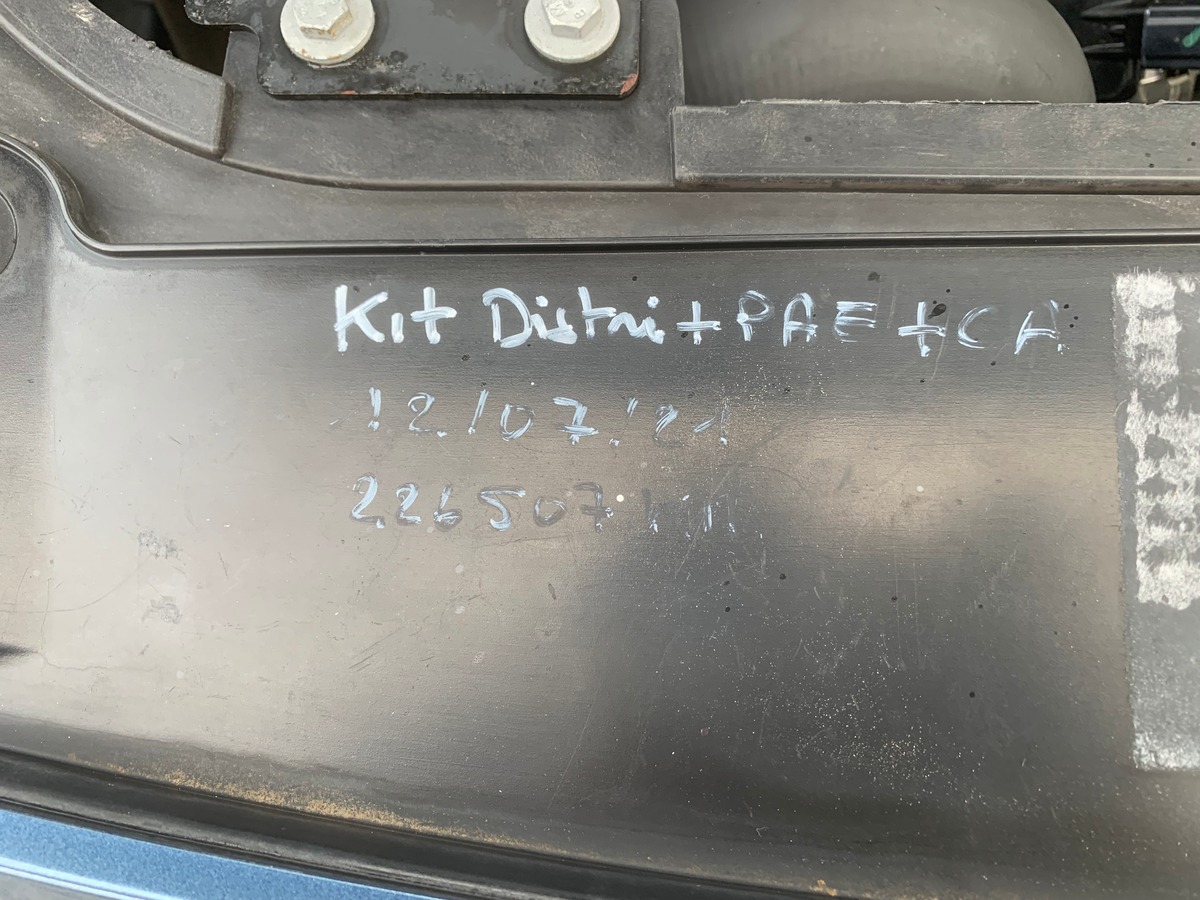 Kit Distri + PAE + CA
12/07/21
226507 km